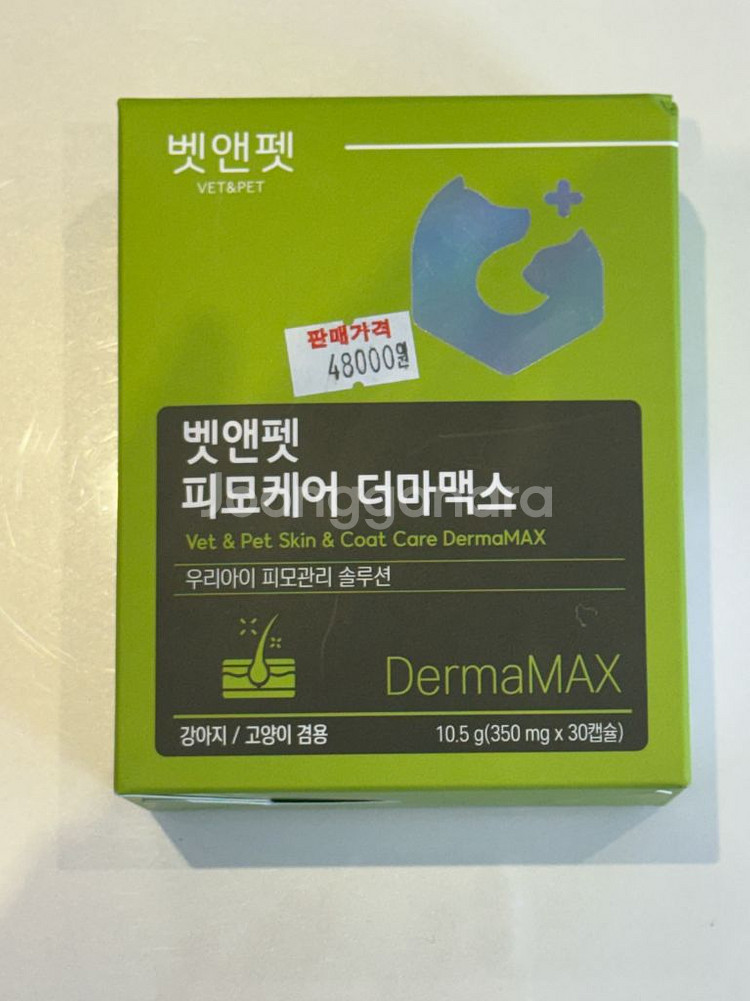 벳앤펫
VET&PET
판매가격
48000원
벳앤펫
피모케어 더마맥스
Joonggonara
Vet & Pet Skin & Coat Care DermaMAX
우리아이 피모관리 솔루션
DermaMAX
강아지 / 고양이 겸용
10.5 g(350 mg x 30캡슐)